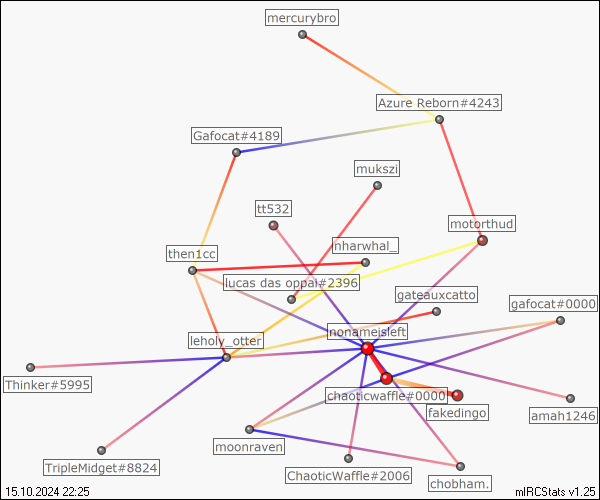 mercurybro
Azure Reborn#4243
Gafocat#4189
mukszi
tt532
motorthud
nharwhal_
then1cc
lucas das oppai#2396
gateauxcatto
gafocat#0000
nonameisleft
leholy_otter
Thinker#5995
chaoticwaffle#0000
fakedingo
amah1246
moonraven
TripleMidget#8824
ChaoticWaffle#2006
chobham.
15.10.2024 22:25
mIRCStats v1.25